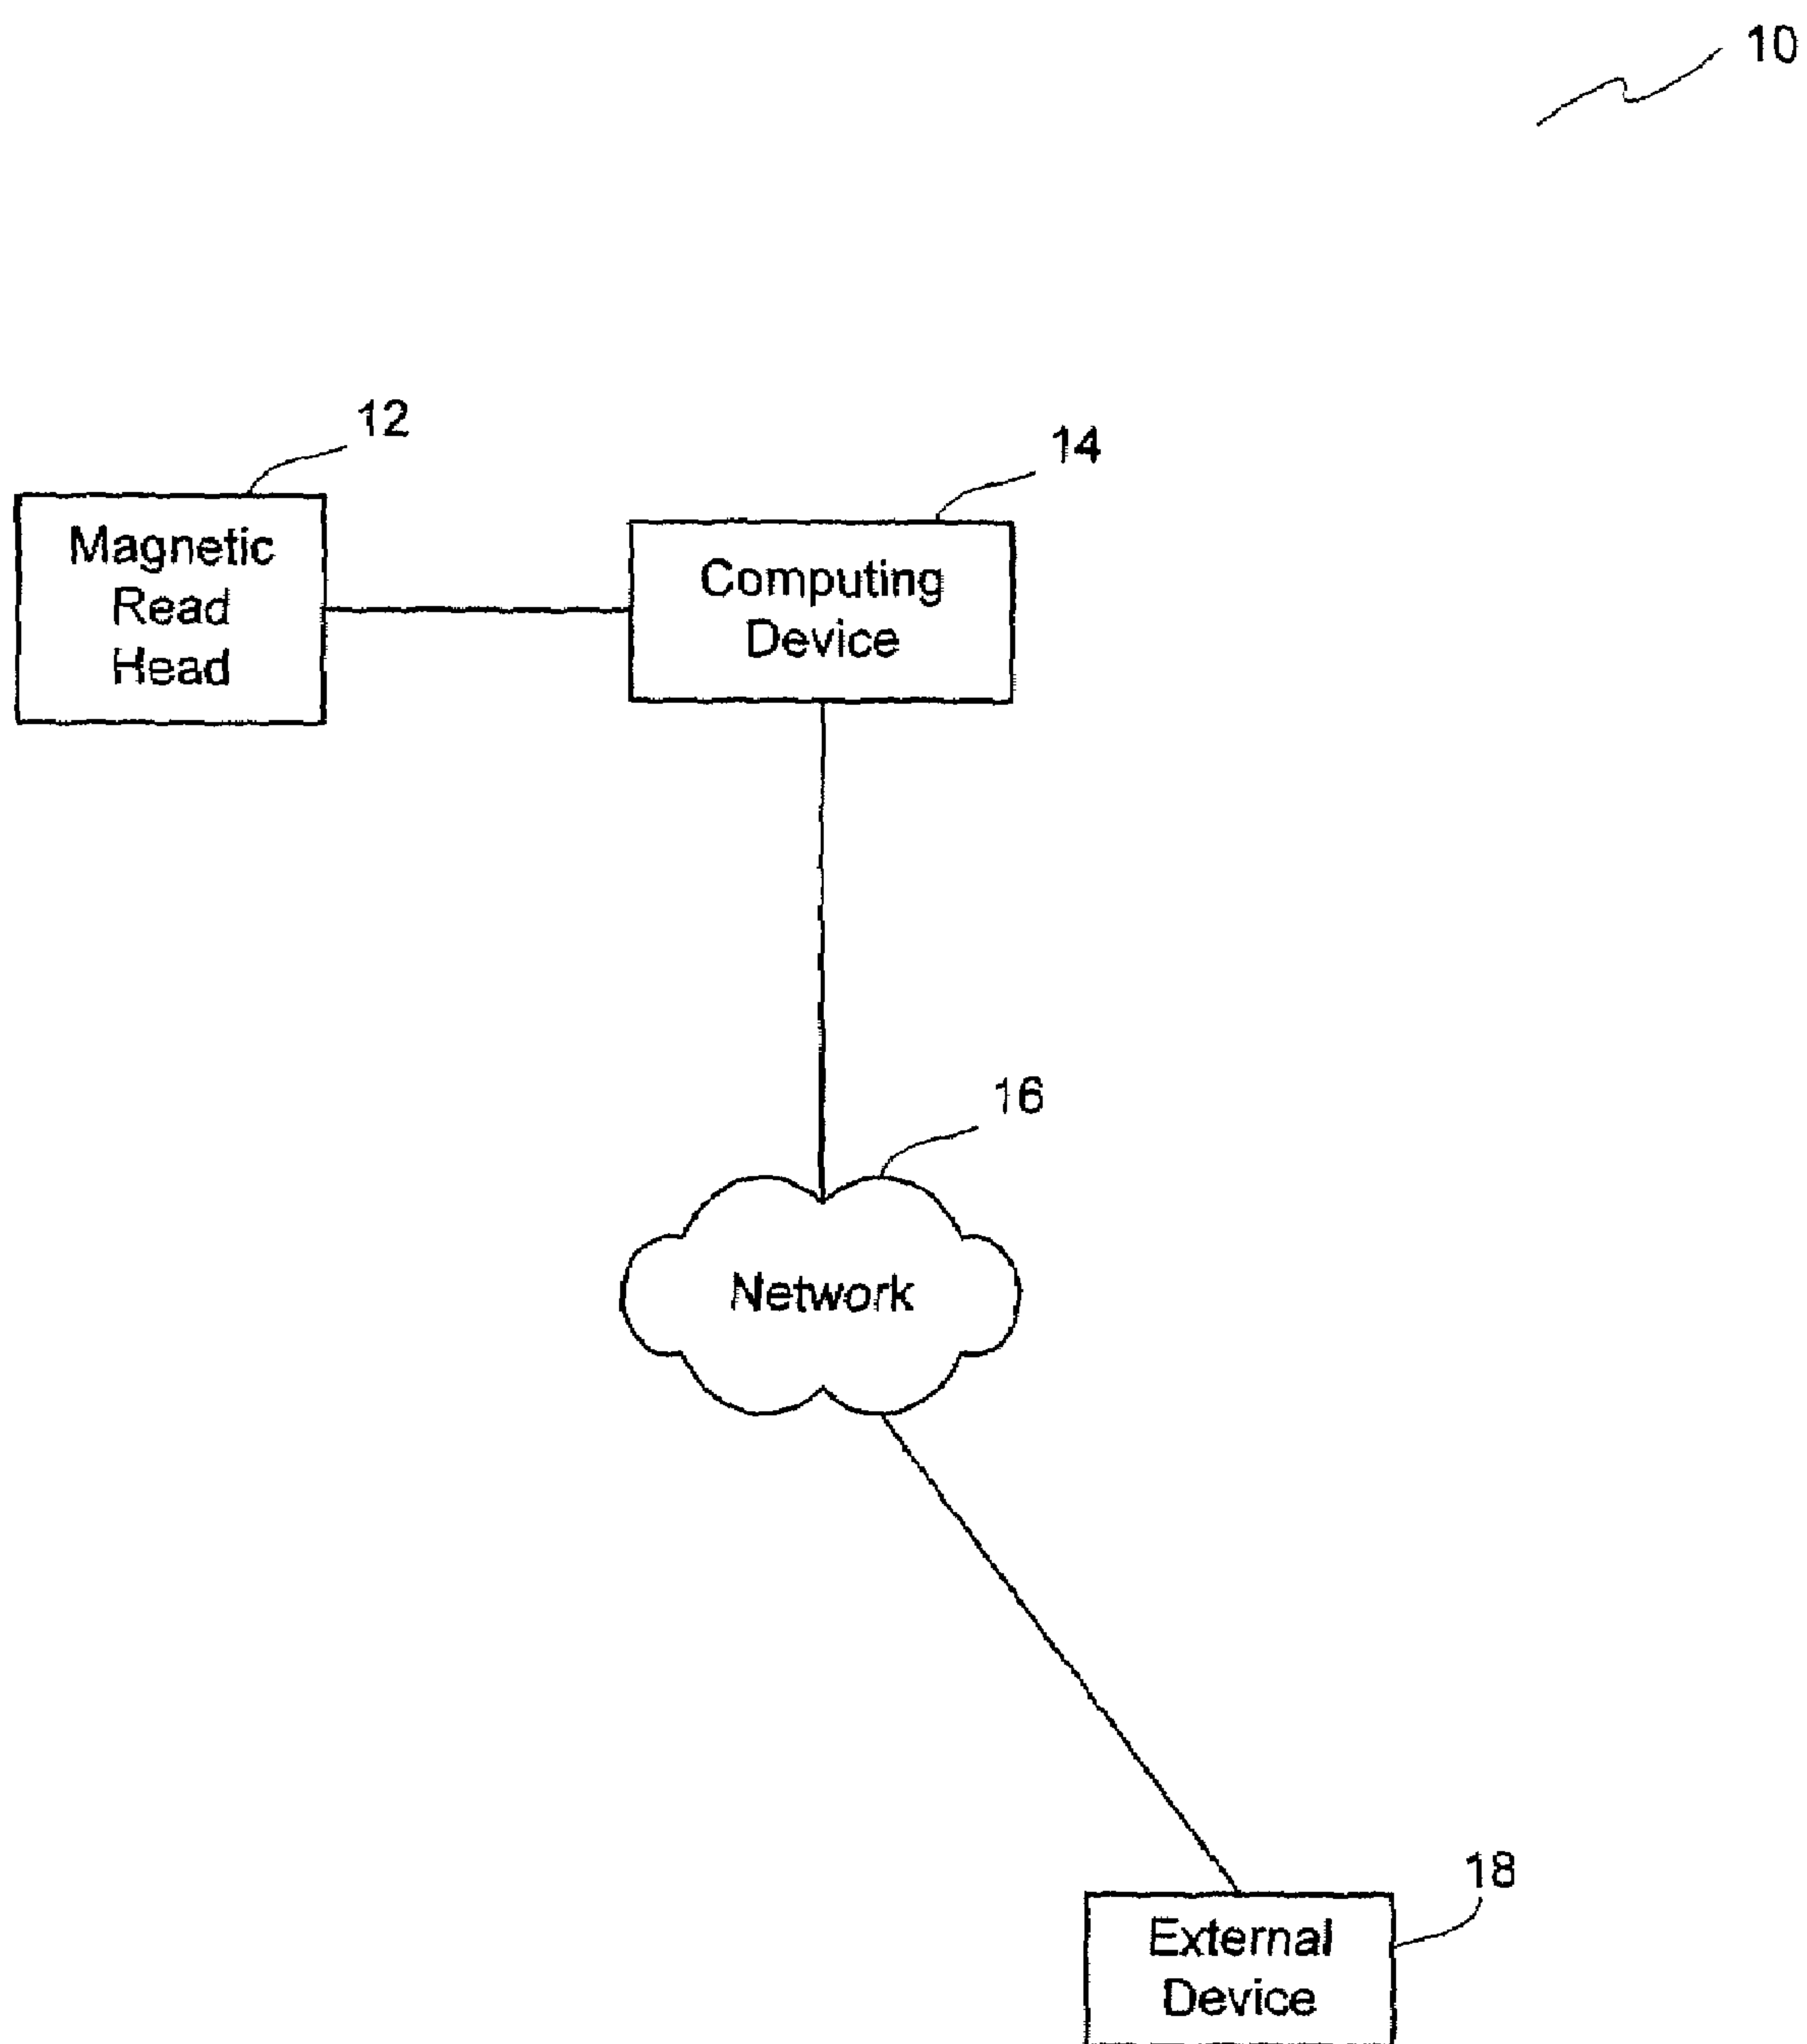 10
12
Magnetic
Read
Head
14
Computing
Device
16
Network
18
External
Device